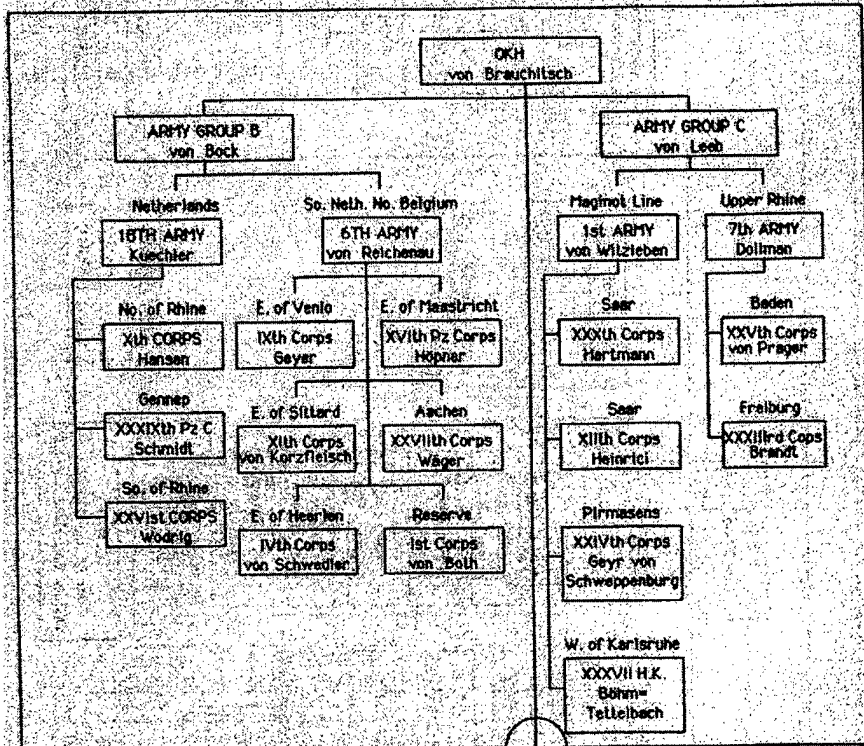 OKH
von Brauchitsch
ARMY GROUP B
von Bock
ARMY GROUP C
von Leeb
Netherlands
18TH ARMY
Kuechler
So. Neth. No. Belgium
6TH ARMY
von Reichenau
Maginot Line
1st ARMY
von Witzleben
Upper Rhine
7th ARMY
Dollman
No. of Rhine
Xth CORPS
Hansen
E. of Venlo
IXth Corps
Geyer
E. of Maastricht
XVIth Pz Corps
Höpner
Saar
XXXth Corps
Hartmann
Baden
XXVth Corps
von Prager
Gennep
XXXIXth Pz C
Schmidt
E. of Sittard
XIth Corps
von Korzfleisch
Aachen
XXVIIth Corps
Wäger
Saar
XIIth Corps
Heinrici
Freiburg
XXXIIIrd Cops
Brandt
So. of Rhine
XXVIst CORPS
Wodrig
E. of Heerlen
IVth Corps
von Schwedler
Reserve
Ist Corps
von Both
Pirmasens
XXIVth Corps
Geyr von
Schweppenburg
W. of Karlsruhe
XXXVII H.K.
Böhm=
Tettelbach